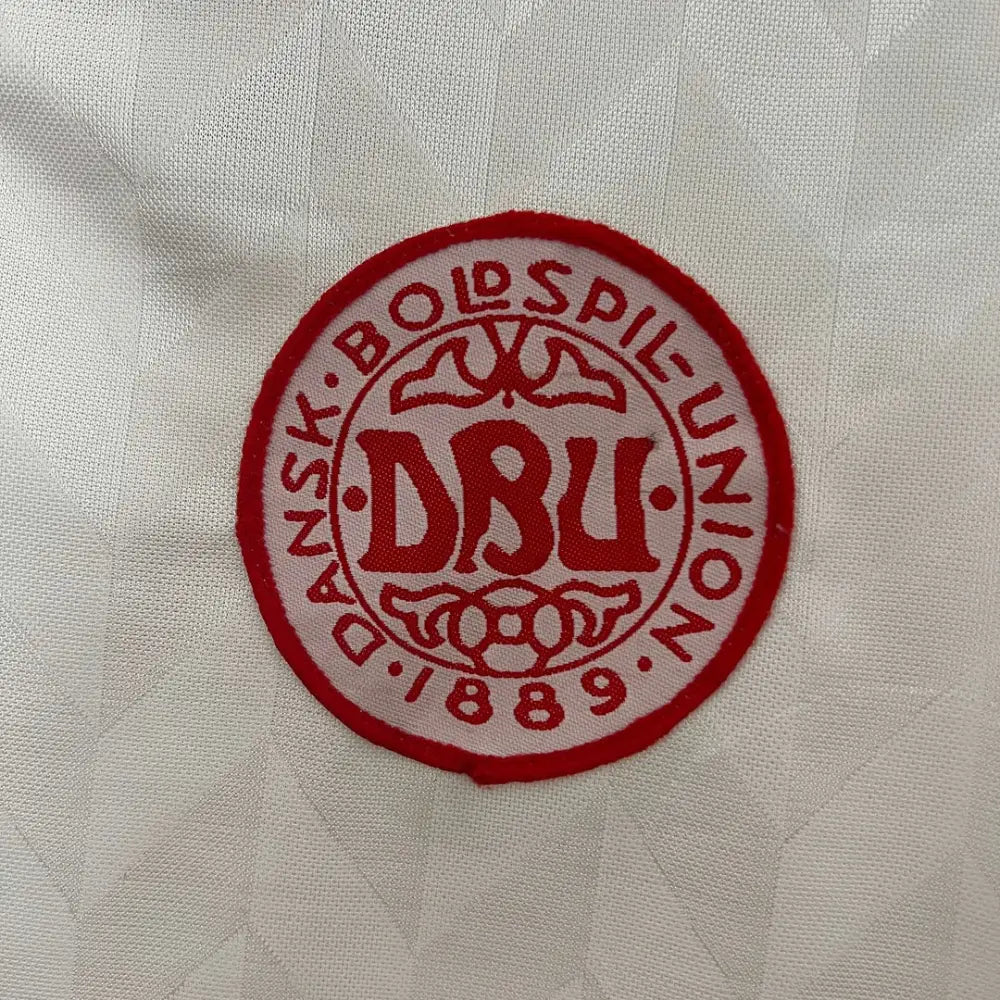 DANSK · BOLDSPIL-UNION
· 1889 ·
· DBU ·